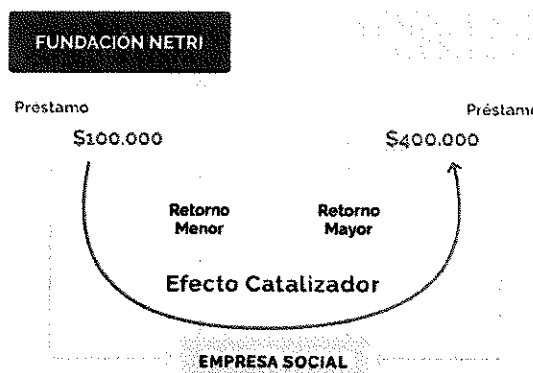 FUNDACIÓN NETRI
Préstamo
Préstamo
$100.000
$400.000
Retorno
Menor
Retorno
Mayor
Efecto Catalizador
EMPRESA SOCIAL